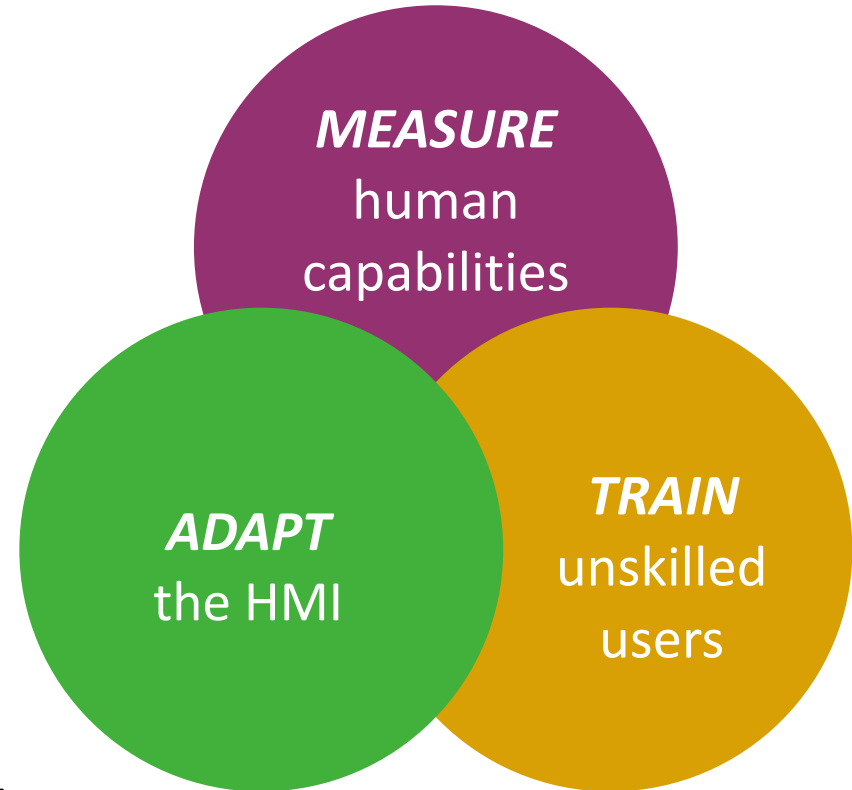 MEASURE
human
capabilities
ADAPT
the HMI
TRAIN
unskilled
users